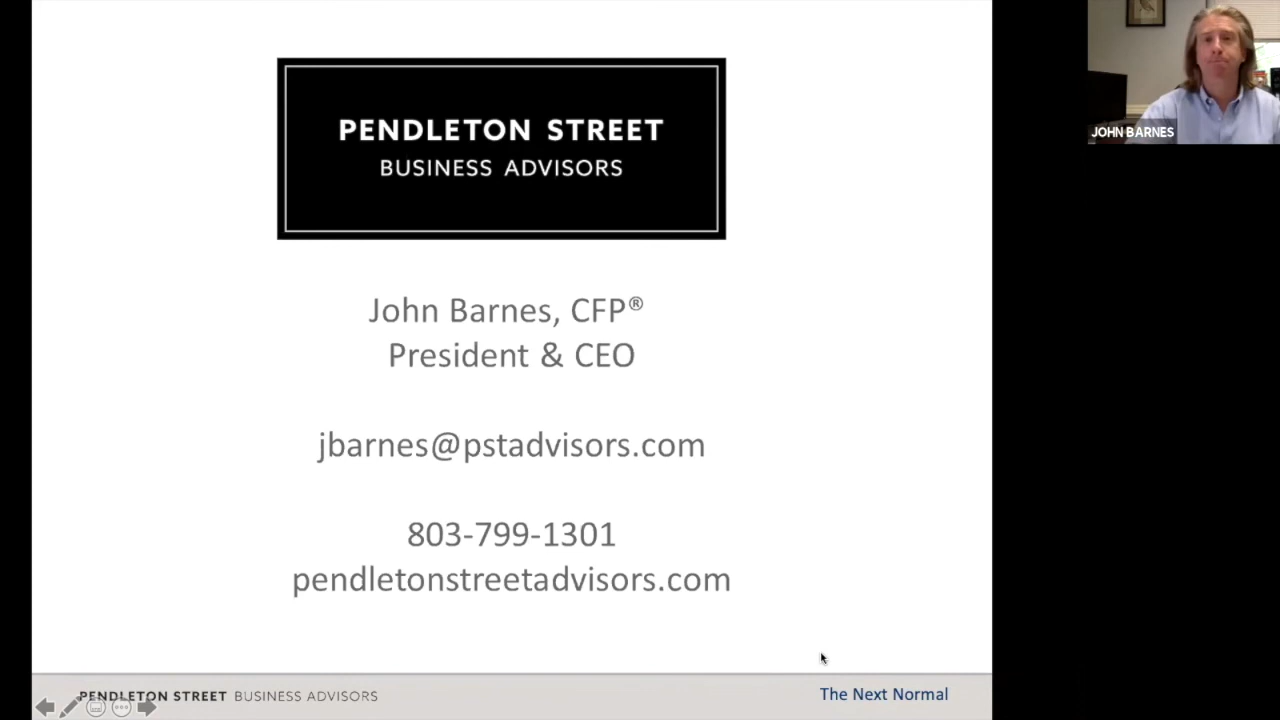 PENDLETON STREET
BUSINESS ADVISORS
John Barnes, CFP®
President & CEO
jbarnes@pstadvisors.com
803-799-1301
pendletonstreetadvisors.com
PENDLETON STREET BUSINESS ADVISORS
The Next Normal
JOHN BARNES